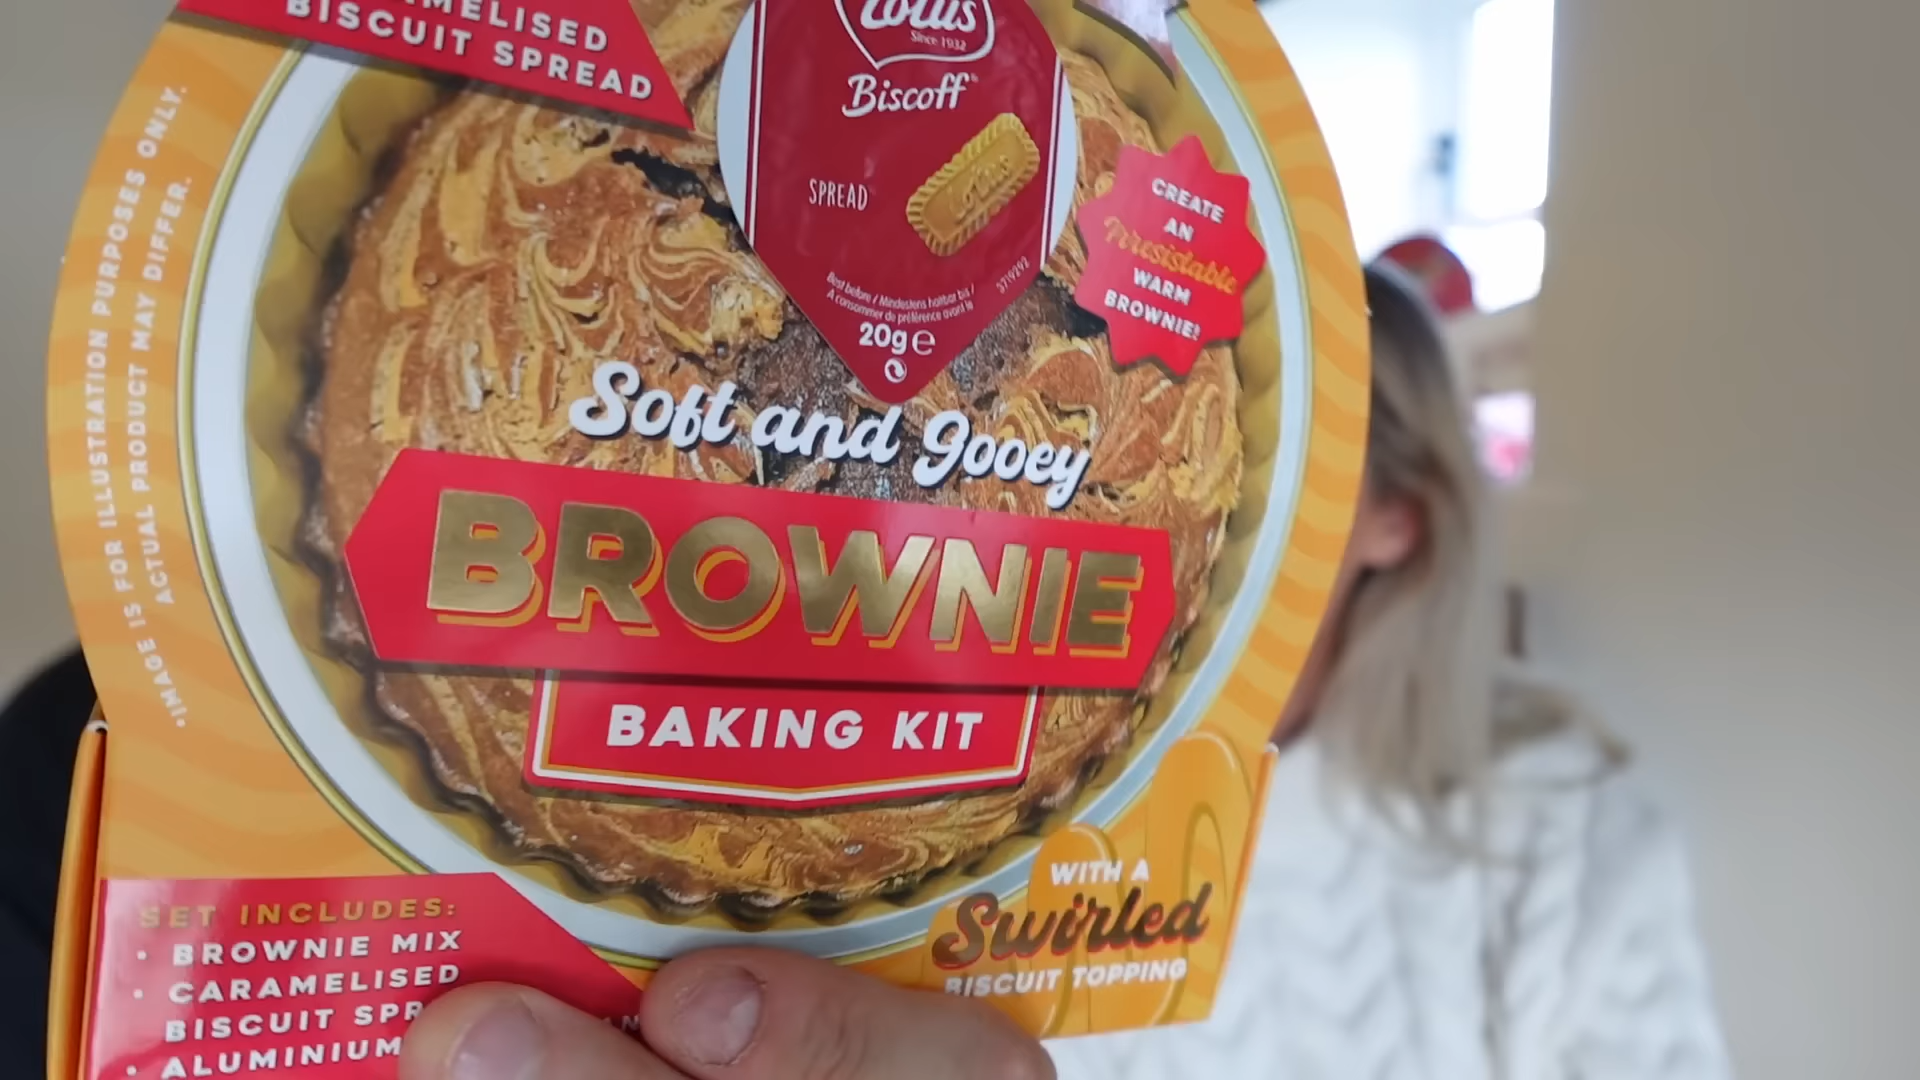 BISCUIT SPREAD
Lotus
Since 1932
Biscoff
SPREAD
Best before / Mindestens haltbar bis /
A consommer de préférence avant le
3719292
20g e
CREATE
AN
Irresistable
WARM
BROWNIE!
*IMAGE IS FOR ILLUSTRATION PURPOSES ONLY.
ACTUAL PRODUCT MAY DIFFER.
Soft and gooey
BROWNIE
BAKING KIT
WITH A
Swirled
BISCUIT TOPPING
SET INCLUDES:
• BROWNIE MIX
• CARAMELISED
BISCUIT
• ALUMINIUM